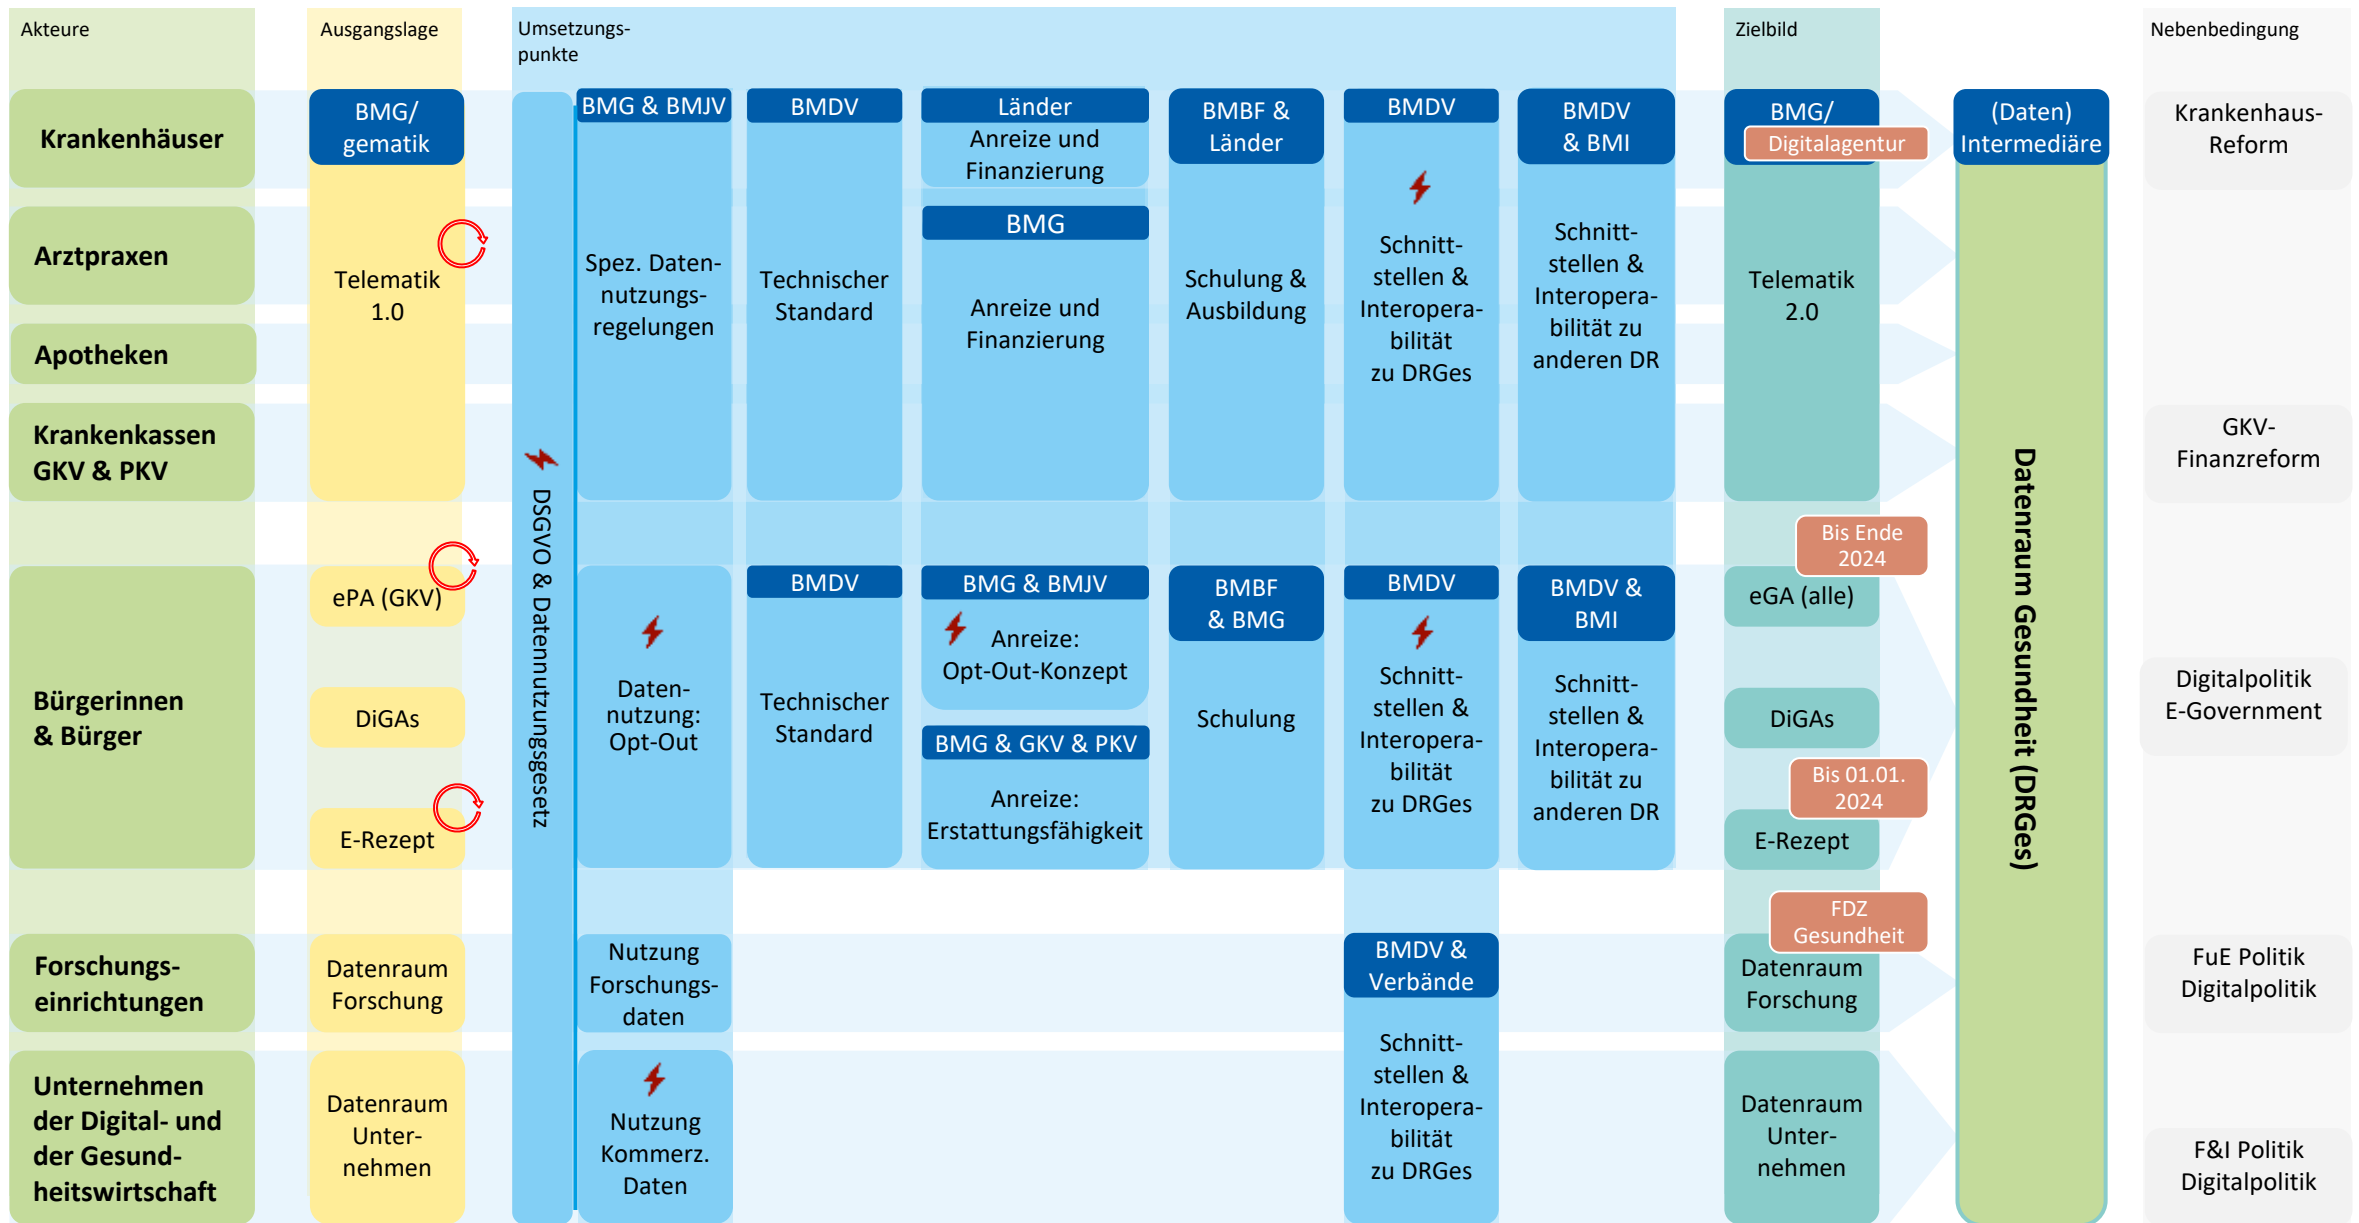 Akteure
Ausgangslage
Umsetzungs-
punkte
Zielbild
Nebenbedingung
Krankenhäuser
Arztpraxen
Apotheken
Krankenkassen
GKV & PKV
Bürgerinnen
& Bürger
Forschungs-
einrichtungen
Unternehmen
der Digital- und
der Gesund-
heitswirtschaft
BMG/
gematik
Telematik
1.0
ePA (GKV)
DiGAs
E-Rezept
Datenraum
Forschung
Datenraum
Unter-
nehmen
DSGVO & Datennutzungsgesetz
BMG & BMJV
Spez. Daten-
nutzungs-
regelungen
Daten-
nutzung:
Opt-Out
Nutzung
Forschungs-
daten
Nutzung
Kommerz.
Daten
BMDV
Technischer
Standard
BMDV
Technischer
Standard
Länder
Anreize und
Finanzierung
BMG
Anreize und
Finanzierung
BMG & BMJV
Anreize:
Opt-Out-Konzept
BMG & GKV & PKV
Anreize:
Erstattungsfähigkeit
BMBF &
Länder
Schulung &
Ausbildung
BMBF
& BMG
Schulung
BMDV
Schnitt-
stellen &
Interopera-
bilität
zu DRGes
BMDV
Schnitt-
stellen &
Interopera-
bilität
zu DRGes
BMDV &
Verbände
Schnitt-
stellen &
Interopera-
bilität
zu DRGes
BMDV
& BMI
Schnitt-
stellen &
Interopera-
bilität zu
anderen DR
BMDV &
BMI
Schnitt-
stellen &
Interopera-
bilität zu
anderen DR
BMG/
Digitalagentur
Telematik
2.0
Bis Ende
2024
eGA (alle)
DiGAs
Bis 01.01.
2024
E-Rezept
FDZ
Gesundheit
Datenraum
Forschung
Datenraum
Unter-
nehmen
(Daten)
Intermediäre
Datenraum Gesundheit (DRGes)
Krankenhaus-
Reform
GKV-
Finanzreform
Digitalpolitik
E-Government
FuE Politik
Digitalpolitik
F&I Politik
Digitalpolitik